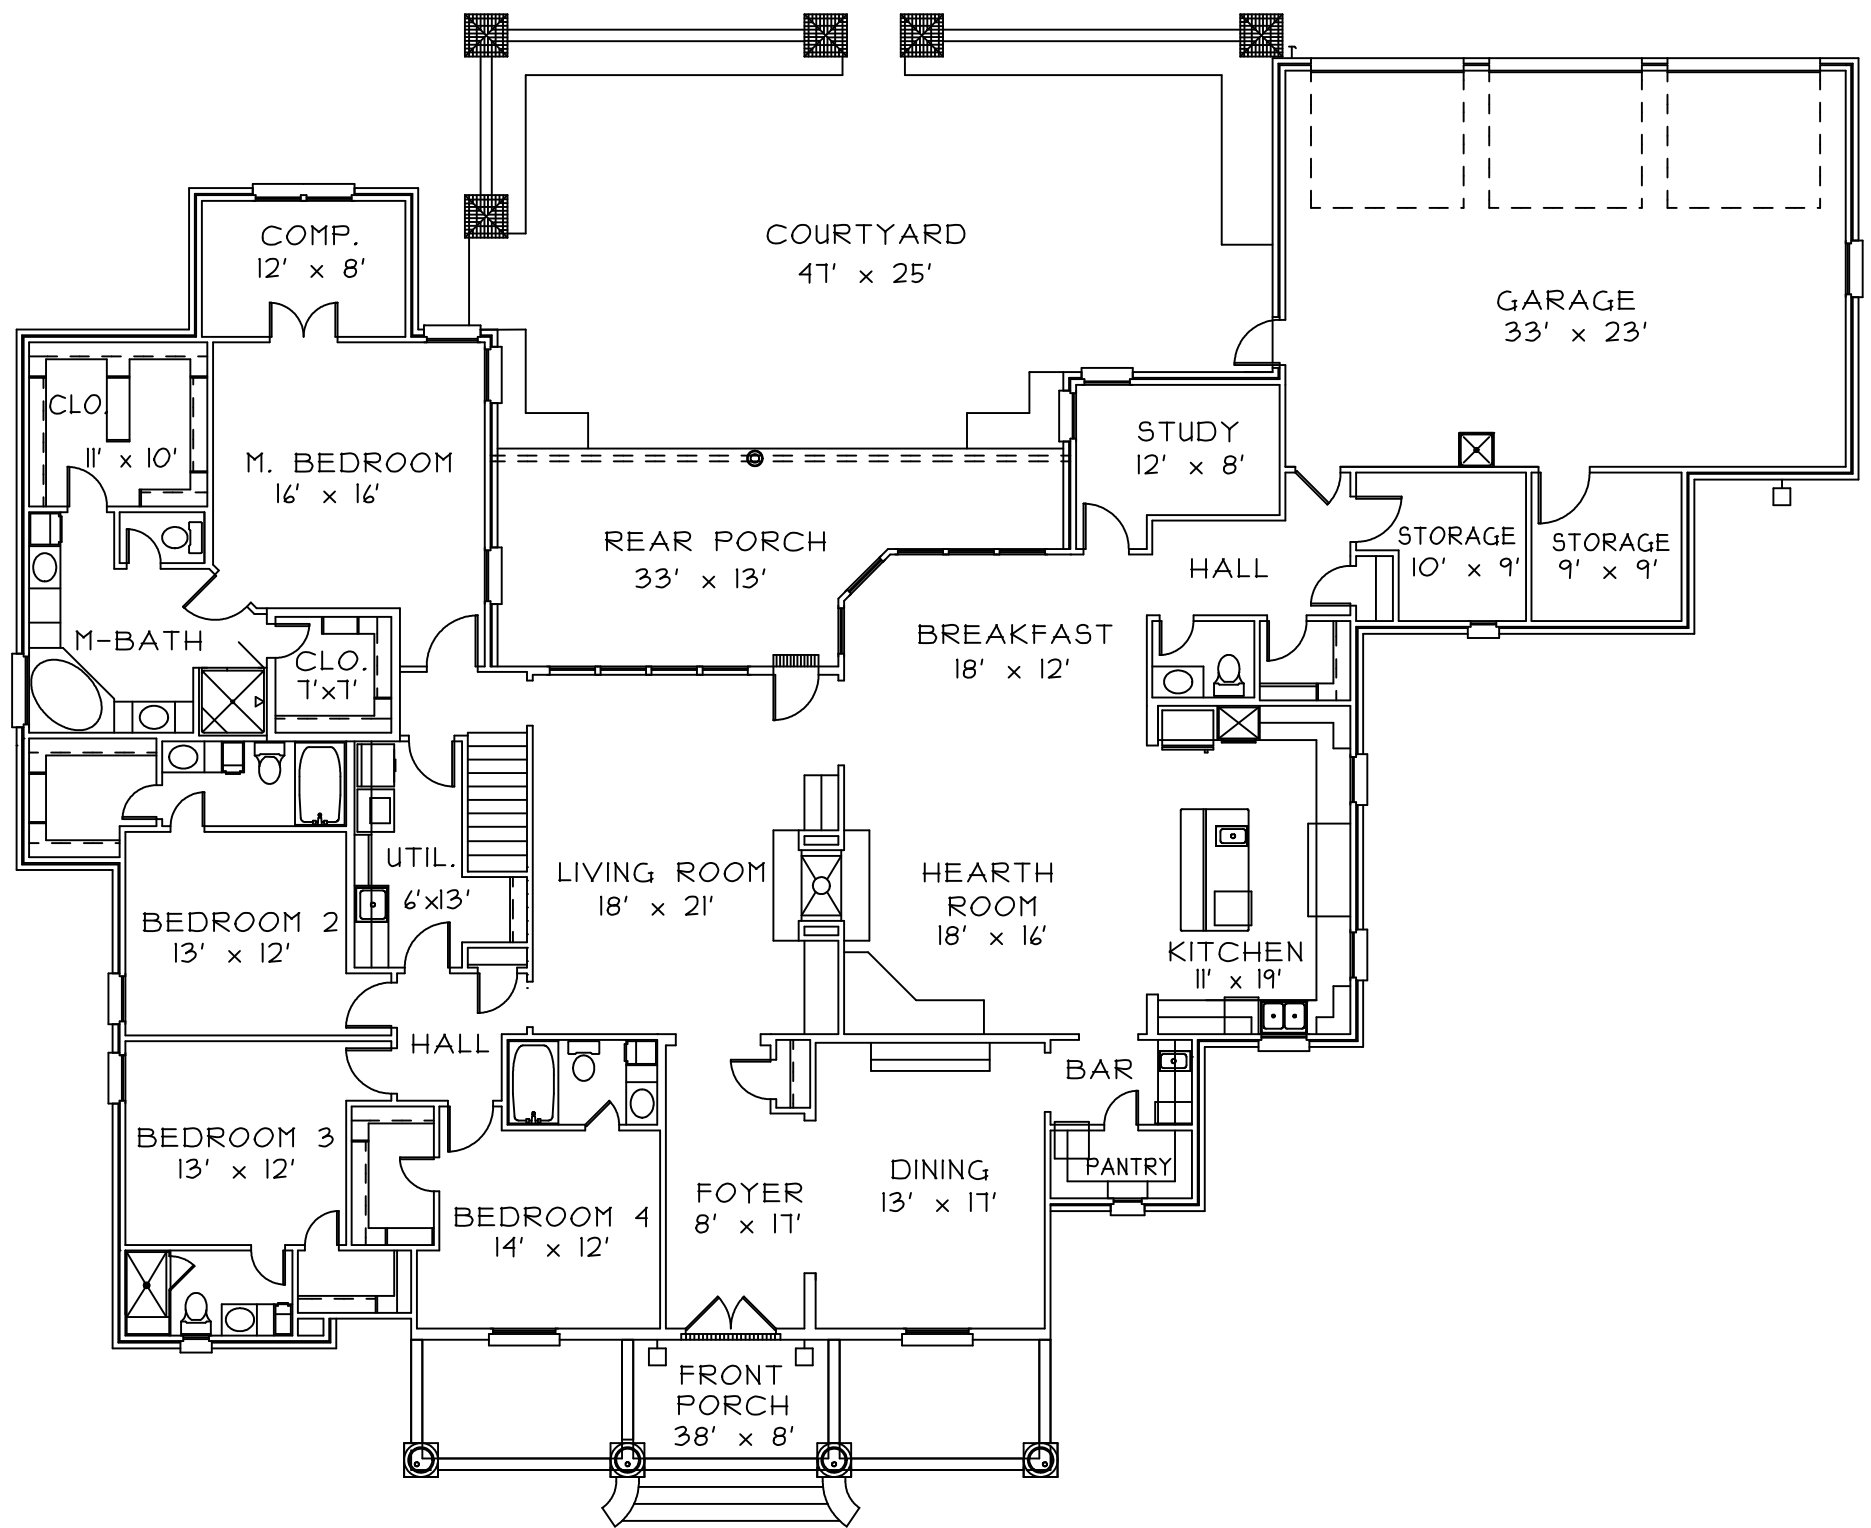 COMP.
12' x 8'
COURTYARD
47' x 25'
GARAGE
33' x 23'
CLO.
11' x 10'
M. BEDROOM
16' x 16'
STUDY
12' x 8'
REAR PORCH
33' x 13'
STORAGE
10' x 9'
STORAGE
9' x 9'
HALL
M-BATH
CLO.
7'x7'
BREAKFAST
18' x 12'
UTIL.
6'x13'
LIVING ROOM
18' x 21'
HEARTH
ROOM
18' x 16'
BEDROOM 2
13' x 12'
KITCHEN
11' x 19'
HALL
BAR
BEDROOM 3
13' x 12'
PANTRY
DINING
13' x 17'
FOYER
8' x 17'
BEDROOM 4
14' x 12'
FRONT
PORCH
38' x 8'